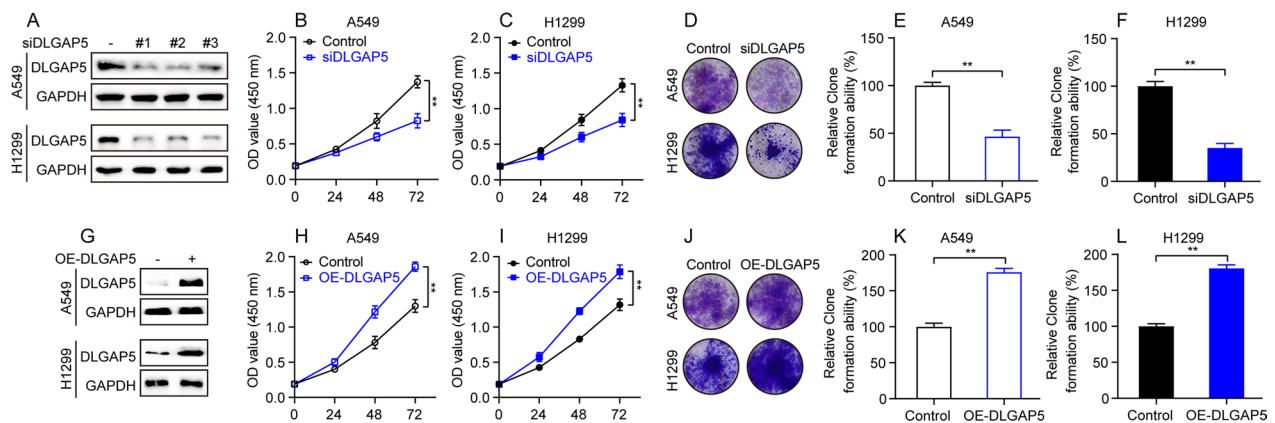 A
siDLGAP5 - #1 #2 #3
A549
DLGAP5
GAPDH
H1299
DLGAP5
GAPDH
B
A549
Control
siDLGAP5
OD value (450 nm)
2.0
1.5
1.0
0.5
0.0
0 24 48 72
**
C
H1299
Control
siDLGAP5
OD value (450 nm)
2.0
1.5
1.0
0.5
0.0
0 24 48 72
**
D
Control siDLGAP5
A549
H1299
E
A549
Relative Clone
formation ability (%)
150
100
50
0
**
Control siDLGAP5
F
H1299
Relative Clone
formation ability (%)
150
100
50
0
**
Control siDLGAP5
G
OE-DLGAP5 - +
A549
DLGAP5
GAPDH
H1299
DLGAP5
GAPDH
H
A549
Control
OE-DLGAP5
OD value (450 nm)
2.0
1.5
1.0
0.5
0.0
0 24 48 72
**
I
H1299
Control
OE-DLGAP5
OD value (450 nm)
2.0
1.5
1.0
0.5
0.0
0 24 48 72
**
J
Control OE-DLGAP5
A549
H1299
K
A549
Relative Clone
formation ability (%)
200
150
100
50
0
**
Control OE-DLGAP5
L
H1299
Relative Clone
formation ability (%)
200
150
100
50
0
**
Control OE-DLGAP5